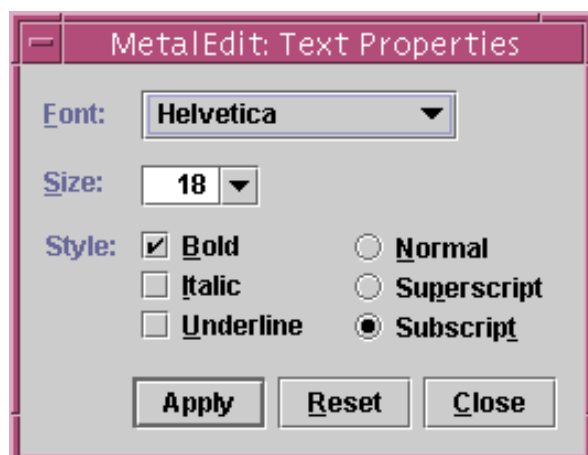 MetalEdit: Text Properties
Font: Helvetica
Size: 18
Style: Bold Normal
Italic Superscript
Underline Subscript
Apply Reset Close